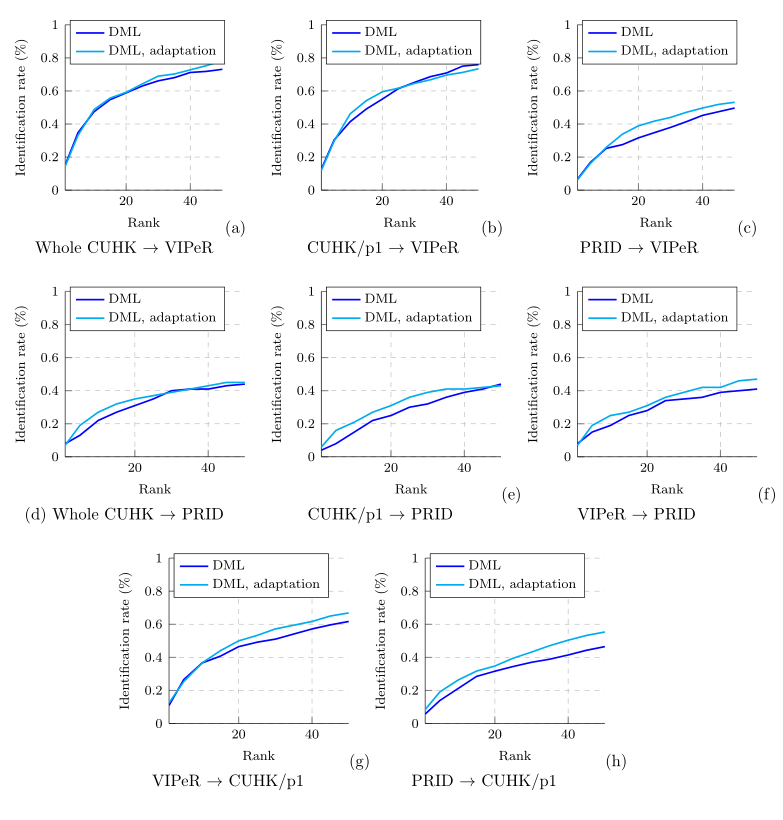 DML
DML, adaptation
Identification rate (%)
1
0.8
0.6
0.4
0.2
0
20
40
Rank
(a)
Whole CUHK → VIPeR
DML
DML, adaptation
Identification rate (%)
1
0.8
0.6
0.4
0.2
0
20
40
Rank
(b)
CUHK/p1 → VIPeR
DML
DML, adaptation
Identification rate (%)
1
0.8
0.6
0.4
0.2
0
20
40
Rank
(c)
PRID → VIPeR
DML
DML, adaptation
Identification rate (%)
1
0.8
0.6
0.4
0.2
0
20
40
Rank
(d) Whole CUHK → PRID
DML
DML, adaptation
Identification rate (%)
1
0.8
0.6
0.4
0.2
0
20
40
Rank
(e)
CUHK/p1 → PRID
DML
DML, adaptation
Identification rate (%)
1
0.8
0.6
0.4
0.2
0
20
40
Rank
(f)
VIPeR → PRID
DML
DML, adaptation
Identification rate (%)
1
0.8
0.6
0.4
0.2
0
20
40
Rank
(g)
VIPeR → CUHK/p1
DML
DML, adaptation
Identification rate (%)
1
0.8
0.6
0.4
0.2
0
20
40
Rank
(h)
PRID → CUHK/p1